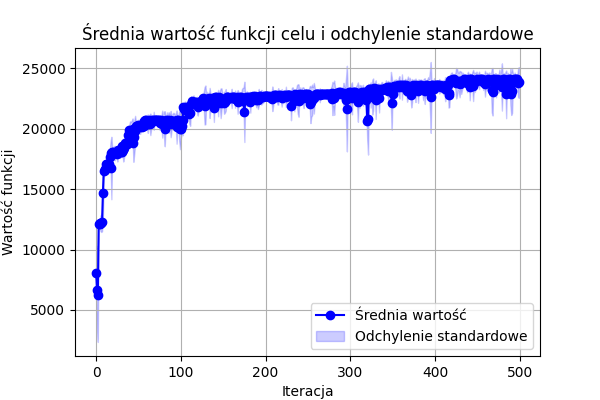 Średnia wartość funkcji celu i odchylenie standardowe
25000
20000
15000
10000
5000
Wartość funkcji
0
100
200
300
400
500
Iteracja
Średnia wartość
Odchylenie standardowe